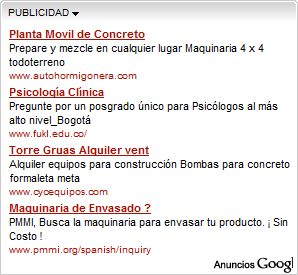 PUBLICIDAD
Planta Movil de Concreto
Prepare y mezcle en cualquier lugar Maquinaria 4 x 4
todoterreno
www.autohormigonera.com
Psicología Clínica
Pregunte por un posgrado único para Psicólogos al más
alto nivel_Bogotá
www.fukl.edu.co/
Torre Gruas Alquiler vent
Alquiler equipos para construcción Bombas para concreto
formaleta meta
www.cycequipos.com
Maquinaria de Envasado ?
PMMI, Busca la maquinaria para envasar tu producto. ¡ Sin
Costo !
www.pmmi.org/spanish/inquiry
Anuncios Goog